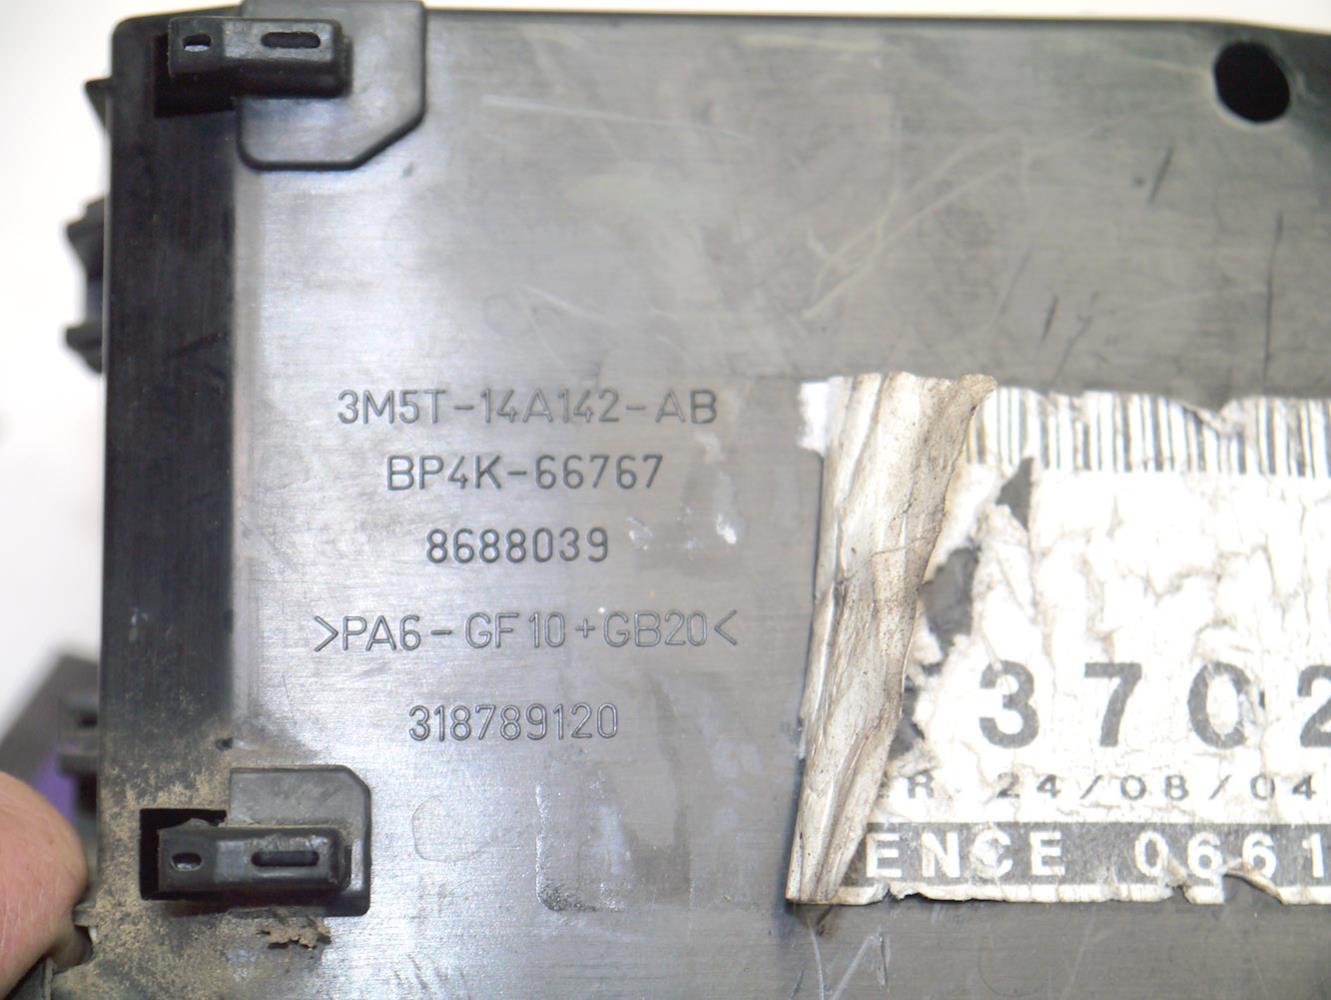 3M5T-14A142-AB
BP4K-66767
8688039
>PA6-GF10+GB20<
318789120
3702
R 24/08/04
ENCE 0661